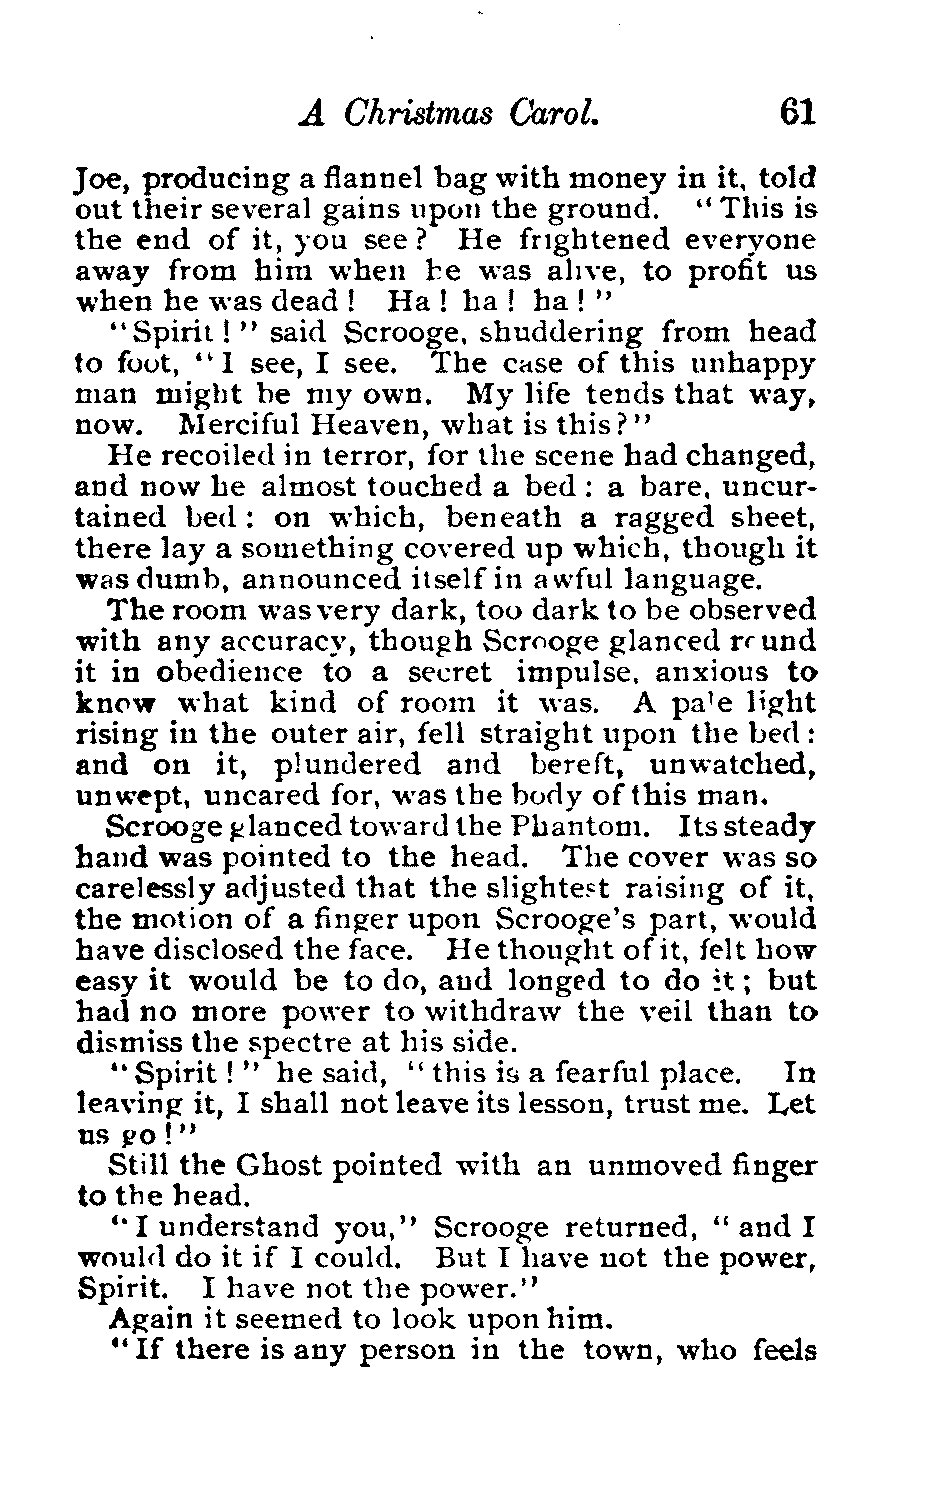 A Christmas Carol. 61
Joe, producing a flannel bag with money in it, told
out their several gains upon the ground. "This is
the end of it, you see? He frightened everyone
away from him when he was alive, to profit us
when he was dead! Ha! ha! ha!"
"Spirit!" said Scrooge, shuddering from head
to foot, "I see, I see. The case of this unhappy
man might be my own. My life tends that way,
now. Merciful Heaven, what is this?"
He recoiled in terror, for the scene had changed,
and now he almost touched a bed: a bare, uncur-
tained bed: on which, beneath a ragged sheet,
there lay a something covered up which, though it
was dumb, announced itself in awful language.
The room was very dark, too dark to be observed
with any accuracy, though Scrooge glanced round
it in obedience to a secret impulse, anxious to
know what kind of room it was. A pale light
rising in the outer air, fell straight upon the bed:
and on it, plundered and bereft, unwatched,
unwept, uncared for, was the body of this man.
Scrooge glanced toward the Phantom. Its steady
hand was pointed to the head. The cover was so
carelessly adjusted that the slightest raising of it,
the motion of a finger upon Scrooge's part, would
have disclosed the face. He thought of it, felt how
easy it would be to do, and longed to do it; but
had no more power to withdraw the veil than to
dismiss the spectre at his side.
"Spirit!" he said, "this is a fearful place. In
leaving it, I shall not leave its lesson, trust me. Let
us go!"
Still the Ghost pointed with an unmoved finger
to the head.
"I understand you," Scrooge returned, "and I
would do it if I could. But I have not the power,
Spirit. I have not the power."
Again it seemed to look upon him.
"If there is any person in the town, who feels